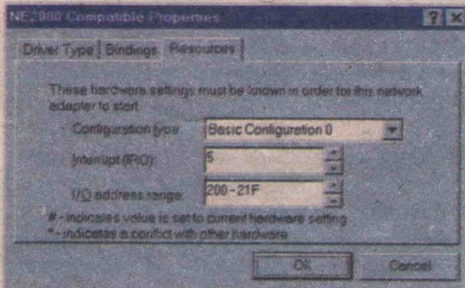 NE2000 Compatible Properties
Driver Type Bindings Resources
These hardware settings must be known in order for this network
adapter to start.
Configuration type: Basic Configuration 0
Interrupt (IRQ): 5
I/O address range: 200 - 21F
# - indicates value is set to current hardware setting
* - indicates a conflict with other hardware
OK Cancel